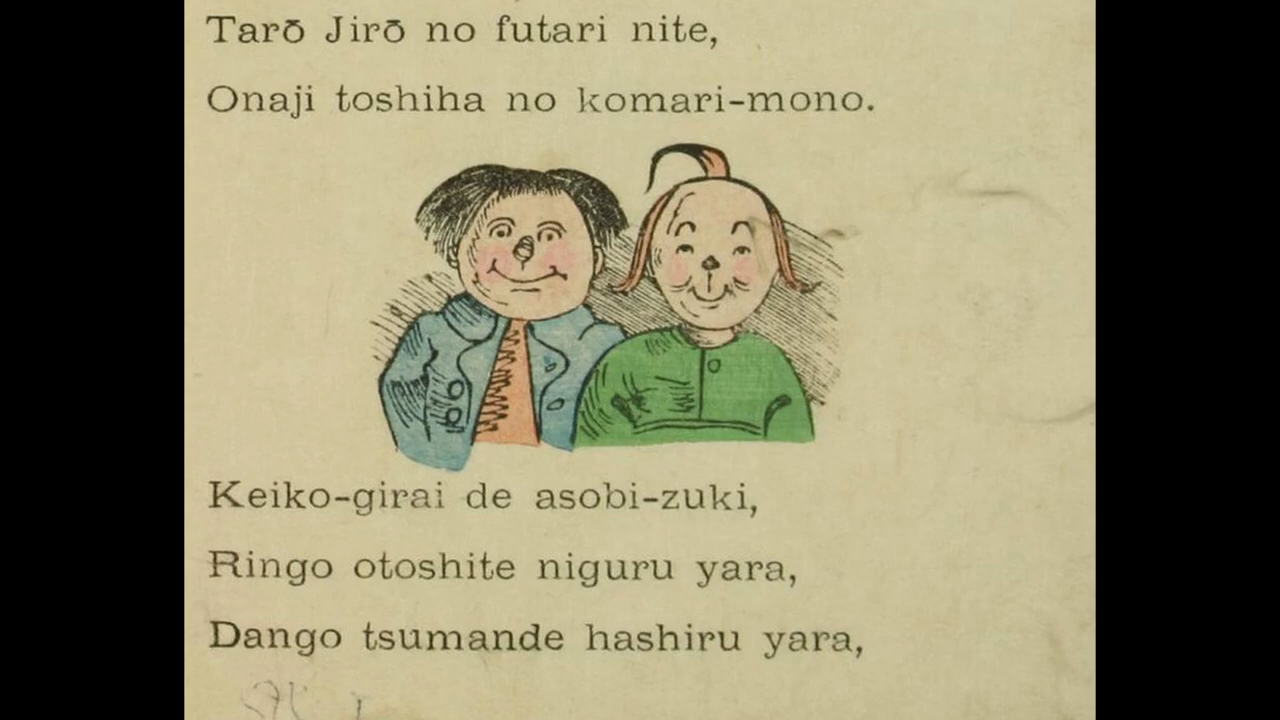 Tarō Jirō no futari nite,
Onaji toshiha no komari-mono.
Keiko-girai de asobi-zuki,
Ringo otoshite niguru yara,
Dango tsumande hashiru yara,